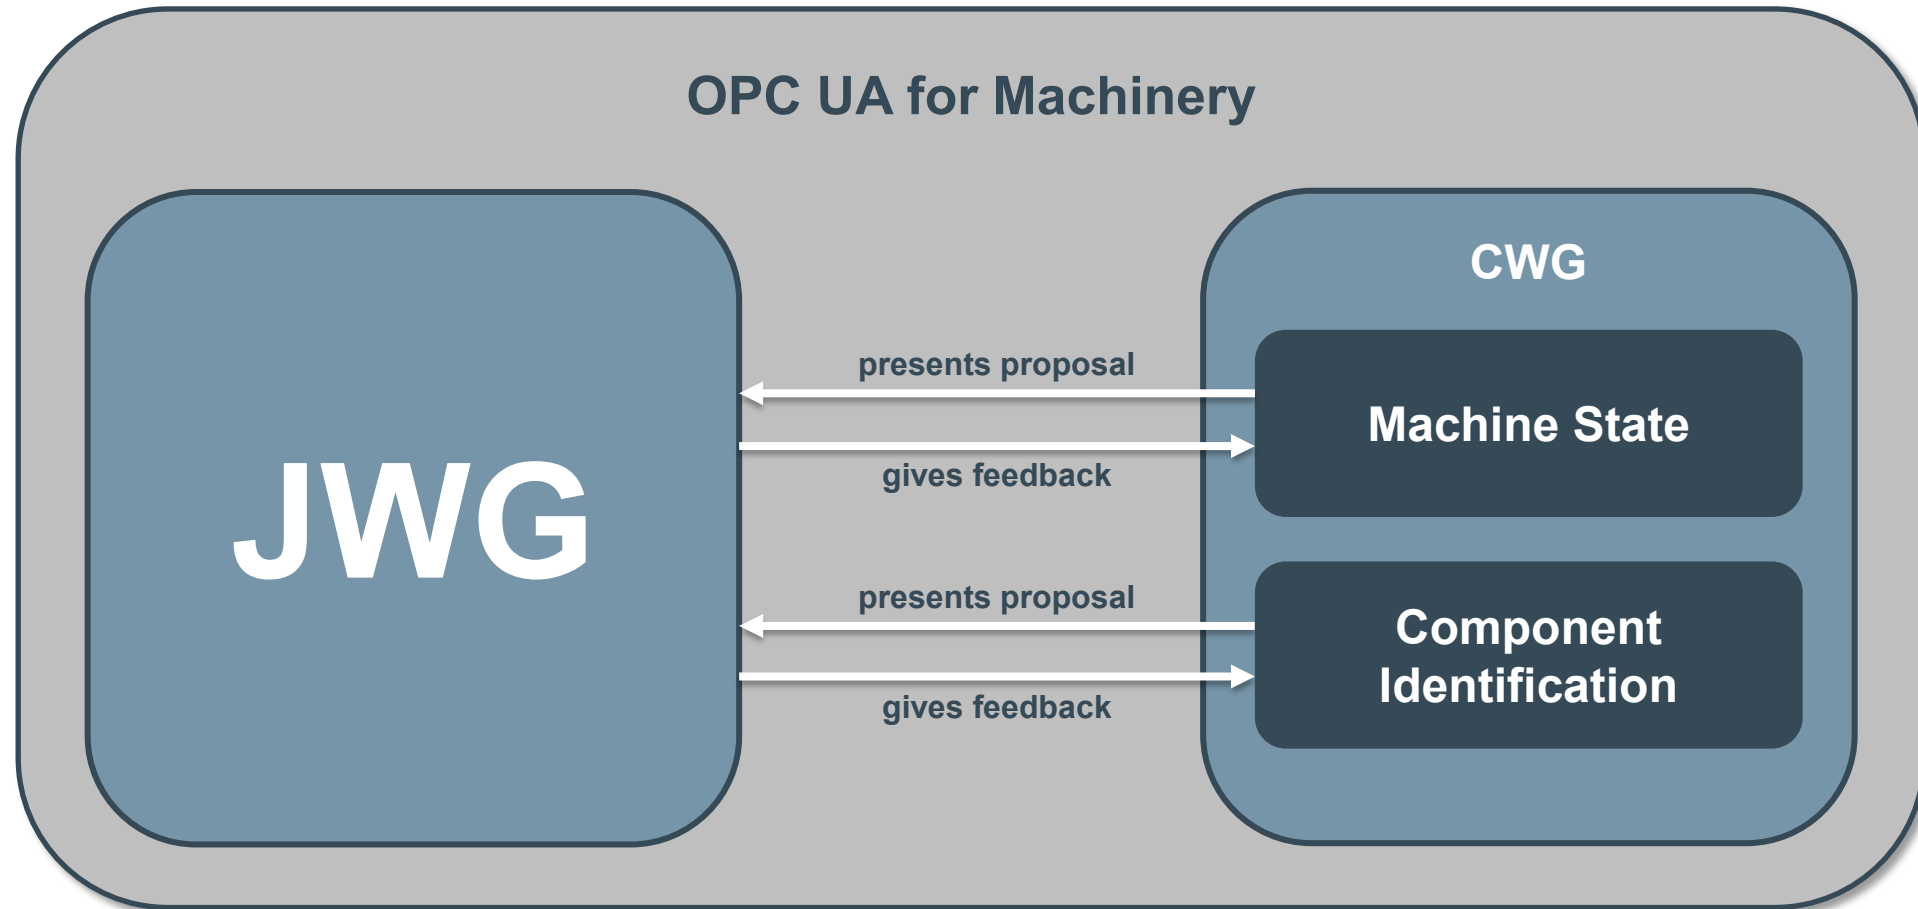 OPC UA for Machinery
JWG
presents proposal
gives feedback
presents proposal
gives feedback
CWG
Machine State
Component
Identification